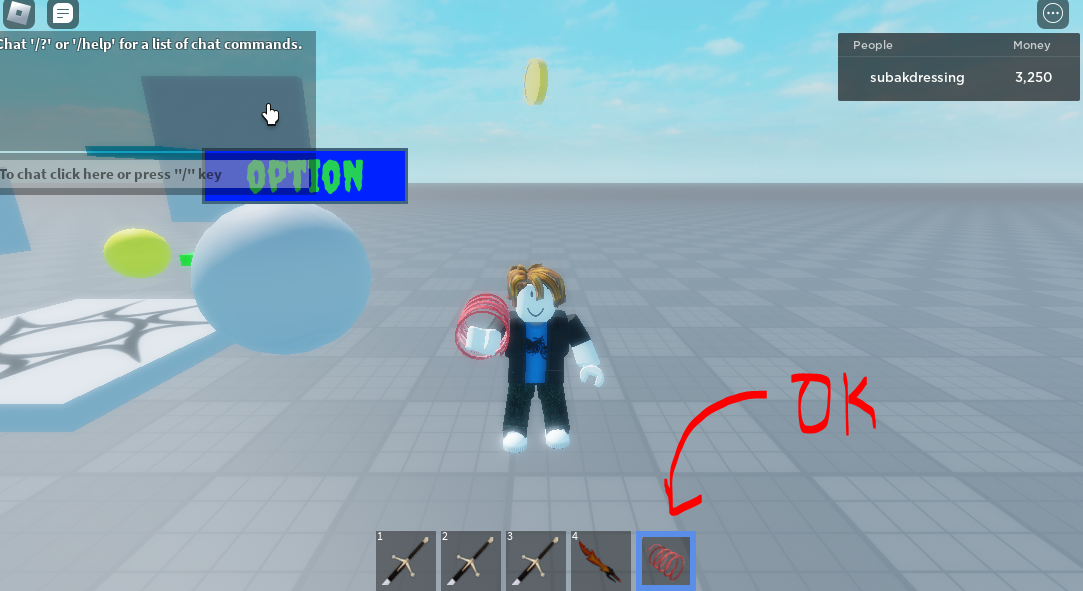 Chat '/?' or '/help' for a list of chat commands.
People Money
subakdressing 3,250
To chat click here or press "/" key
OPTION
OK
1 2 3 4